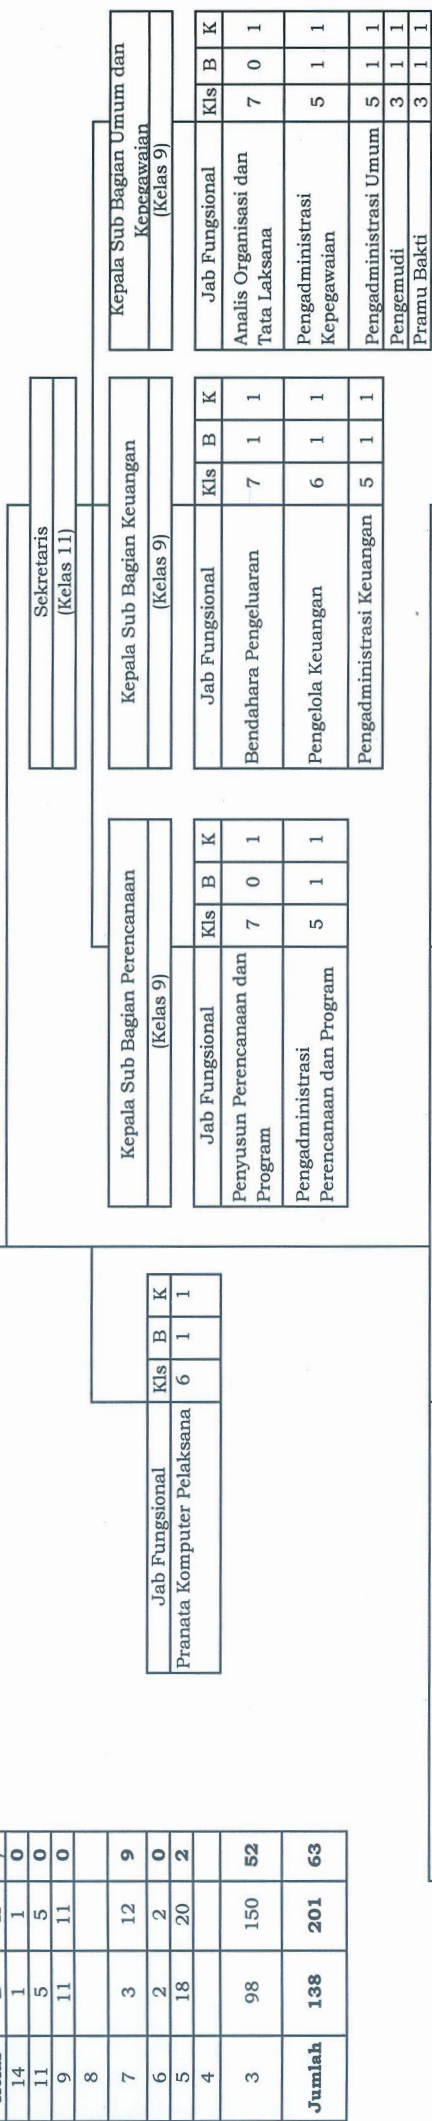 Sekretaris
(Kelas 11)
Kepala Sub Bagian Perencanaan
(Kelas 9)
Kepala Sub Bagian Keuangan
(Kelas 9)
Kepala Sub Bagian Umum dan
Kepegawaian
(Kelas 9)
Jab Fungsional Kls B K
Pranata Komputer Pelaksana 6 1 1
Jab Fungsional Kls B K
Penyusun Perencanaan dan
Program 7 0 1
Pengadministrasi
Perencanaan dan Program 5 1 1
Jab Fungsional Kls B K
Bendahara Pengeluaran 7 1 1
Pengelola Keuangan 6 1 1
Pengadministrasi Keuangan 5 1 1
Jab Fungsional Kls B K
Analis Organisasi dan
Tata Laksana 7 0 1
Pengadministrasi
Kepegawaian 5 1 1
Pengadministrasi Umum 5 1 1
Pengemudi 3 1 1
Pramu Bakti 3 1 1
14 1 1 0
11 5 5 0
9 11 11 0
8
7 3 12 9
6 2 2 0
5 18 20 2
4
3 98 150 52
Jumlah 138 201 63